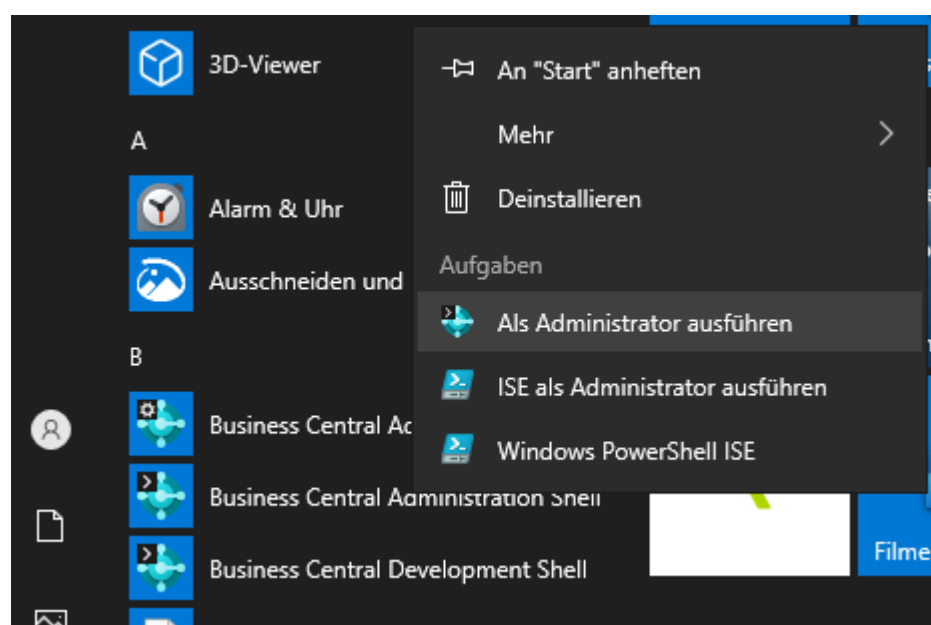 3D-Viewer
A
Alarm & Uhr
Ausschneiden und
B
Business Central Ad
Business Central Administration Shell
Business Central Development Shell
An "Start" anheften
Mehr
Deinstallieren
Aufgaben
Als Administrator ausführen
ISE als Administrator ausführen
Windows PowerShell ISE
Filme